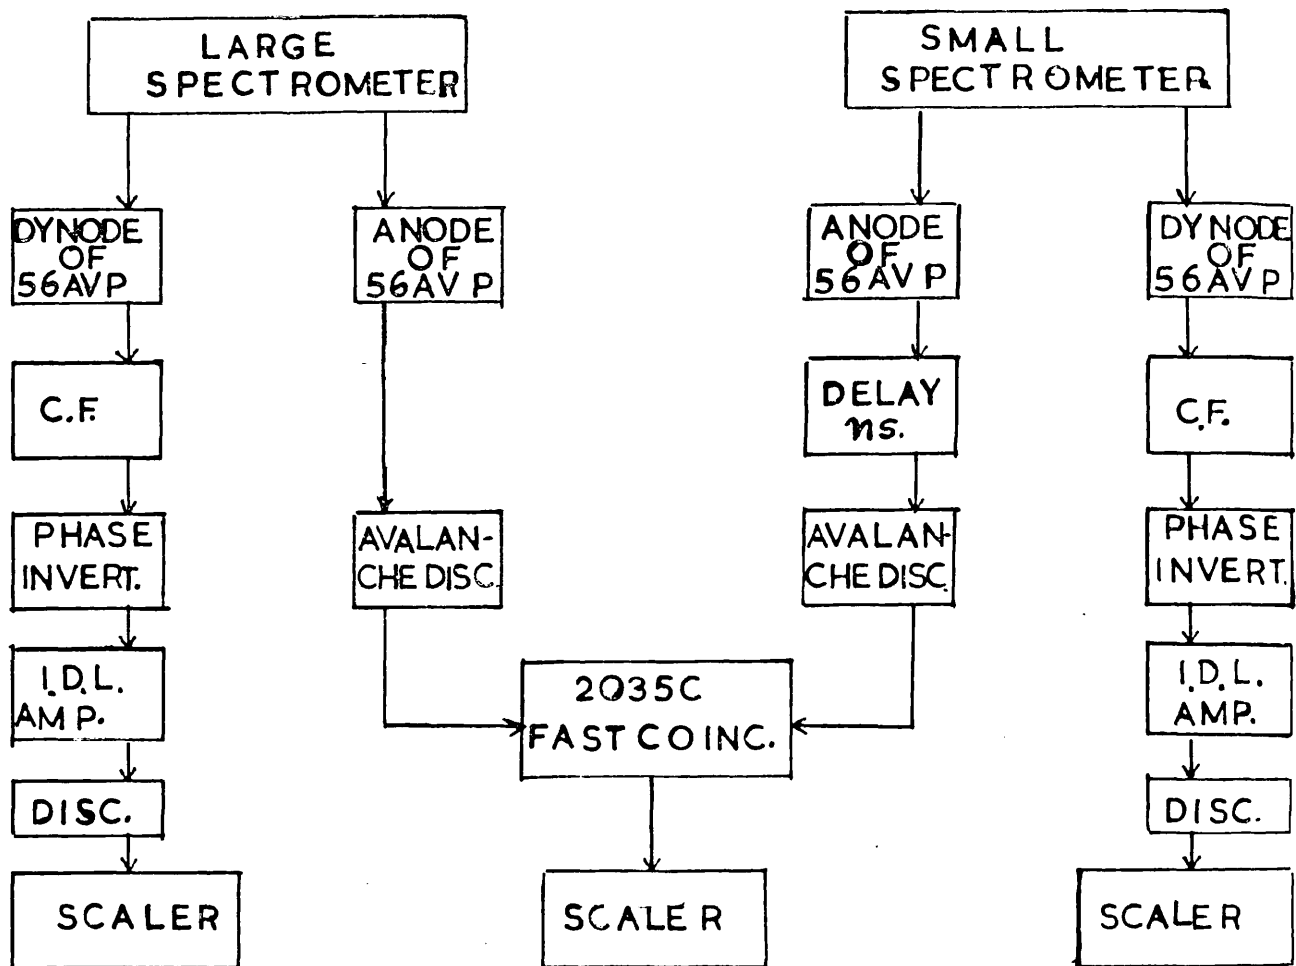 LARGE
SPECTROMETER
SMALL
SPECTROMETER
DYNODE
OF
56AVP
ANODE
OF
56AVP
ANODE
OF
56AVP
DYNODE
OF
56AVP
C.F.
DELAY
ns.
C.F.
PHASE
INVERT.
AVALAN-
CHE DISC.
AVALAN-
CHE DISC.
PHASE
INVERT.
I.D.L.
AMP.
2035C
FAST COINC.
I.D.L.
AMP.
DISC.
DISC.
SCALER
SCALER
SCALER